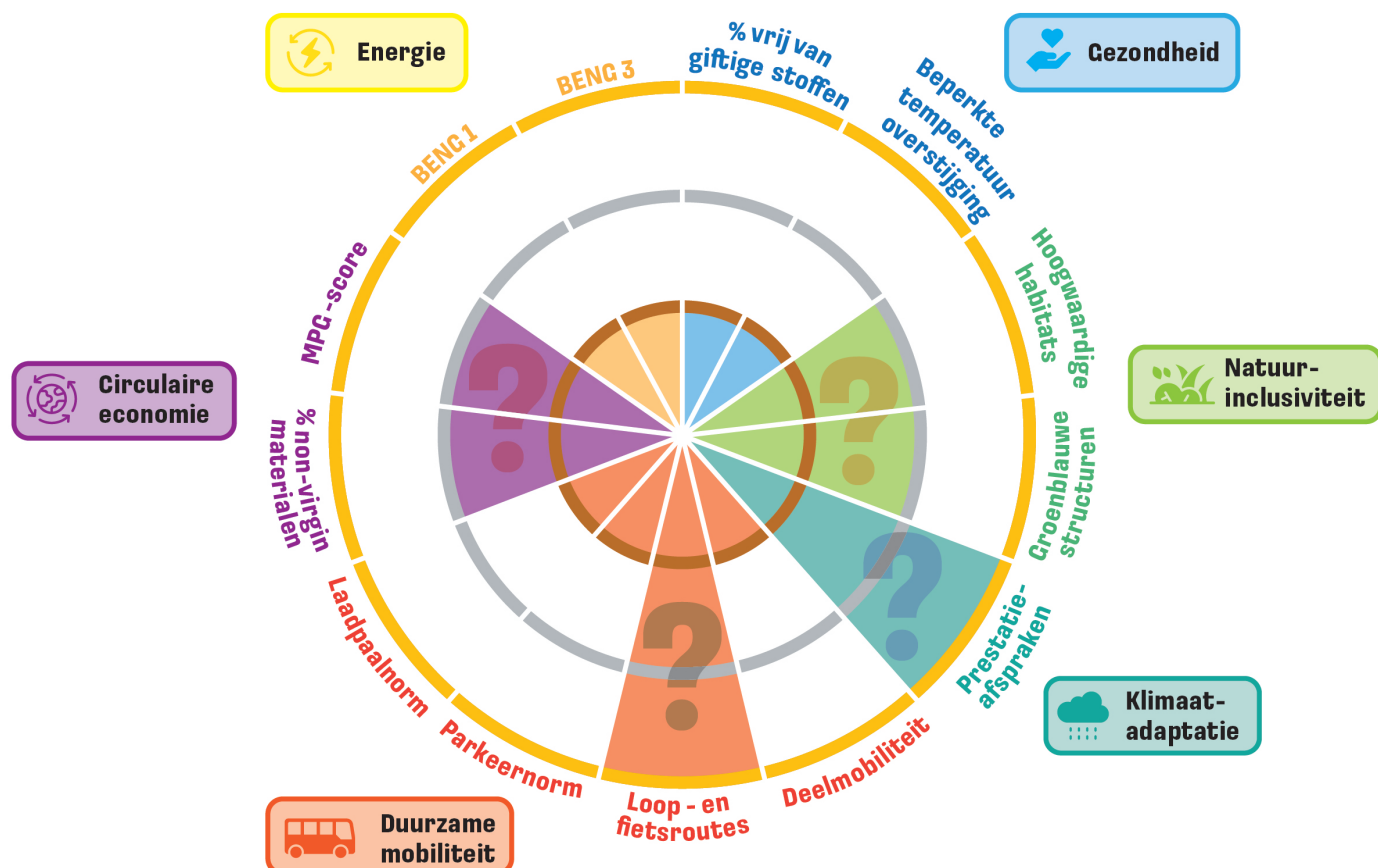 Energie
Gezondheid
BENG 1
BENG 3
% vrij van
giftige stoffen
Beperkte
temperatuur
overstijging
Hoogwaardige
habitats
Groenblauwe
structuren
Natuur-
inclusiviteit
Prestatie-
afspraken
Klimaat-
adaptatie
Deelmobiliteit
Loop - en
fietsroutes
Parkeernorm
Laadpaalnorm
Duurzame
mobiliteit
% non-virgin
materialen
MPG -score
Circulaire
economie
?
?
?
?